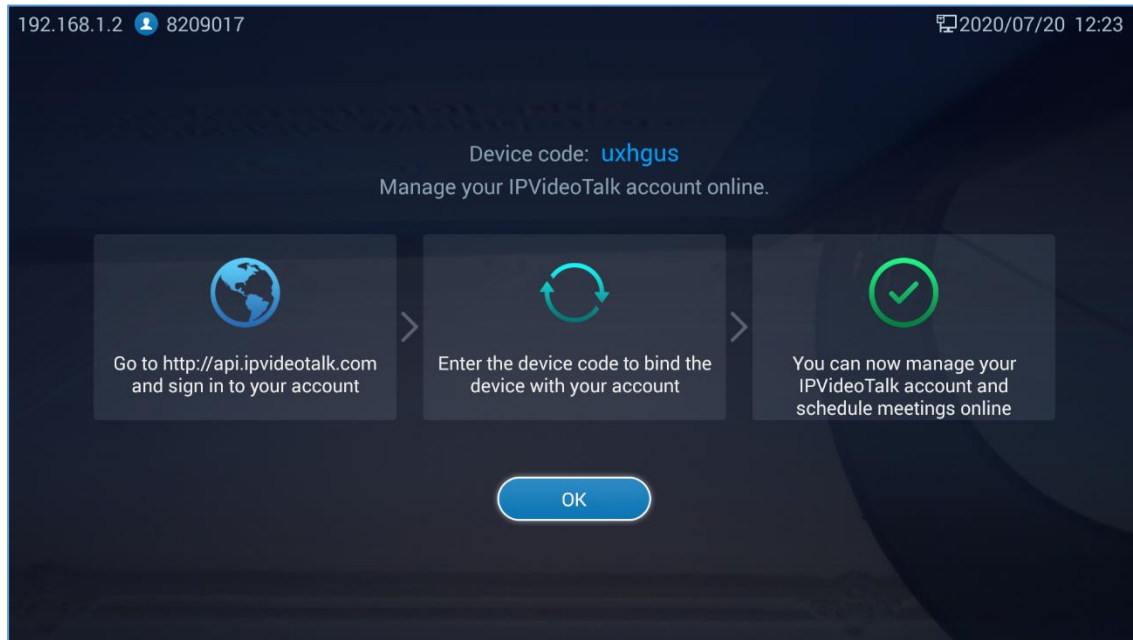 192.168.1.2 8209017 2020/07/20 12:23
Device code: uxhgus
Manage your IPVideoTalk account online.
Go to http://api.ipvideotalk.com
and sign in to your account
Enter the device code to bind the
device with your account
You can now manage your
IPVideoTalk account and
schedule meetings online
OK